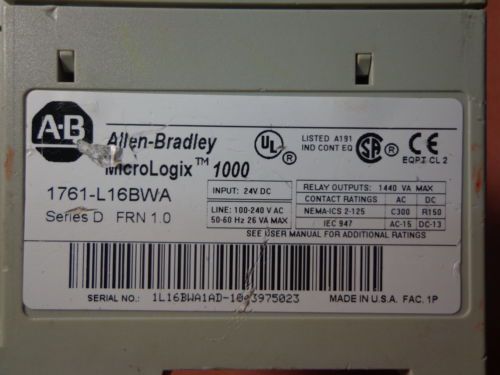 A·B
Allen-Bradley
MicroLogix™ 1000
UL ®
LISTED A191
IND CONT EQ
SA ®
CE
EQPT CL 2
1761-L16BWA
Series D FRN 1.0
INPUT: 24V DC
LINE: 100-240 V AC
50-60 Hz 26 VA MAX
RELAY OUTPUTS: 1440 VA MAX
CONTACT RATINGS AC DC
NEMA-ICS 2-125 C300 R150
IEC 947 AC-15 DC-13
SEE USER MANUAL FOR ADDITIONAL RATINGS
SERIAL NO.: 
MADE IN U.S.A. FAC. 1P